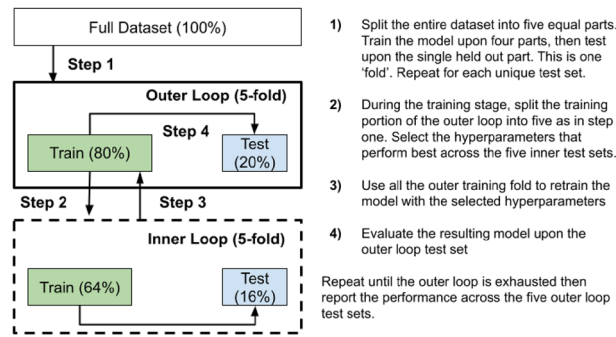 Full Dataset (100%)
Step 1
Outer Loop (5-fold)
Step 4
Train (80%)
Test
(20%)
Step 2
Step 3
Inner Loop (5-fold)
Train (64%)
Test
(16%)
1) Split the entire dataset into five equal parts.
Train the model upon four parts, then test
upon the single held out part. This is one
‘fold’. Repeat for each unique test set.
2) During the training stage, split the training
portion of the outer loop into five as in step
one. Select the hyperparameters that
perform best across the five inner test sets.
3) Use all the outer training fold to retrain the
model with the selected hyperparameters
4) Evaluate the resulting model upon the
outer loop test set
Repeat until the outer loop is exhausted then
report the performance across the five outer loop
test sets.